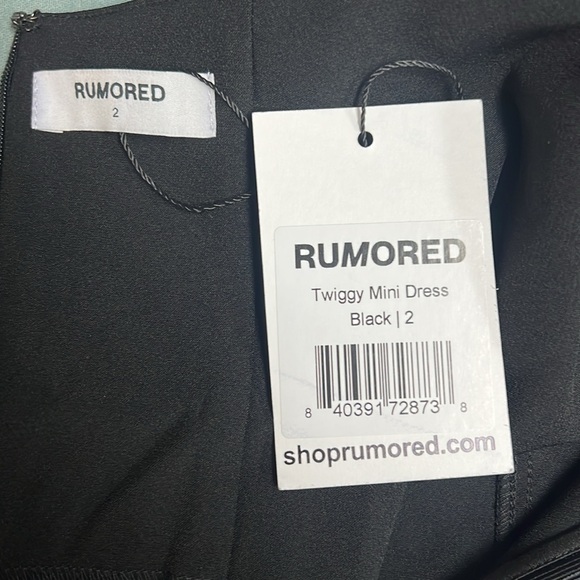 RUMORED
2
RUMORED
Twiggy Mini Dress
Black | 2
8 40391 72873 8
shoprumored.com